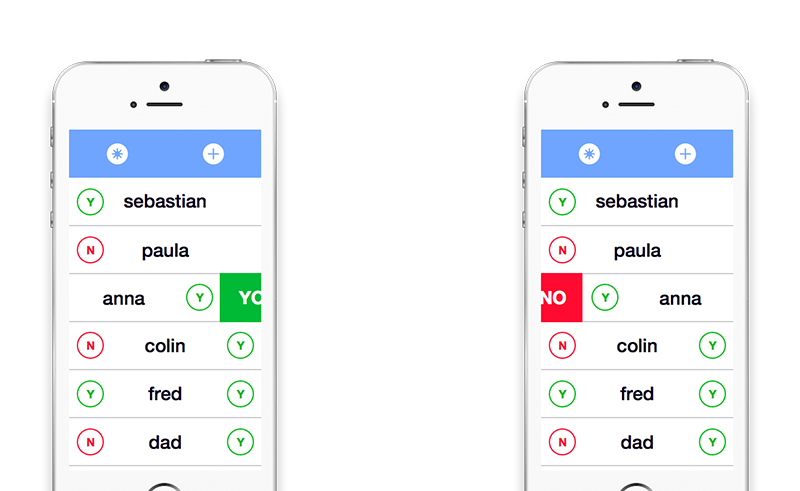 Y sebastian
N paula
anna Y YO
N colin Y
Y fred Y
N dad Y
Y sebastian
N paula
NO Y anna
N colin Y
Y fred Y
N dad Y